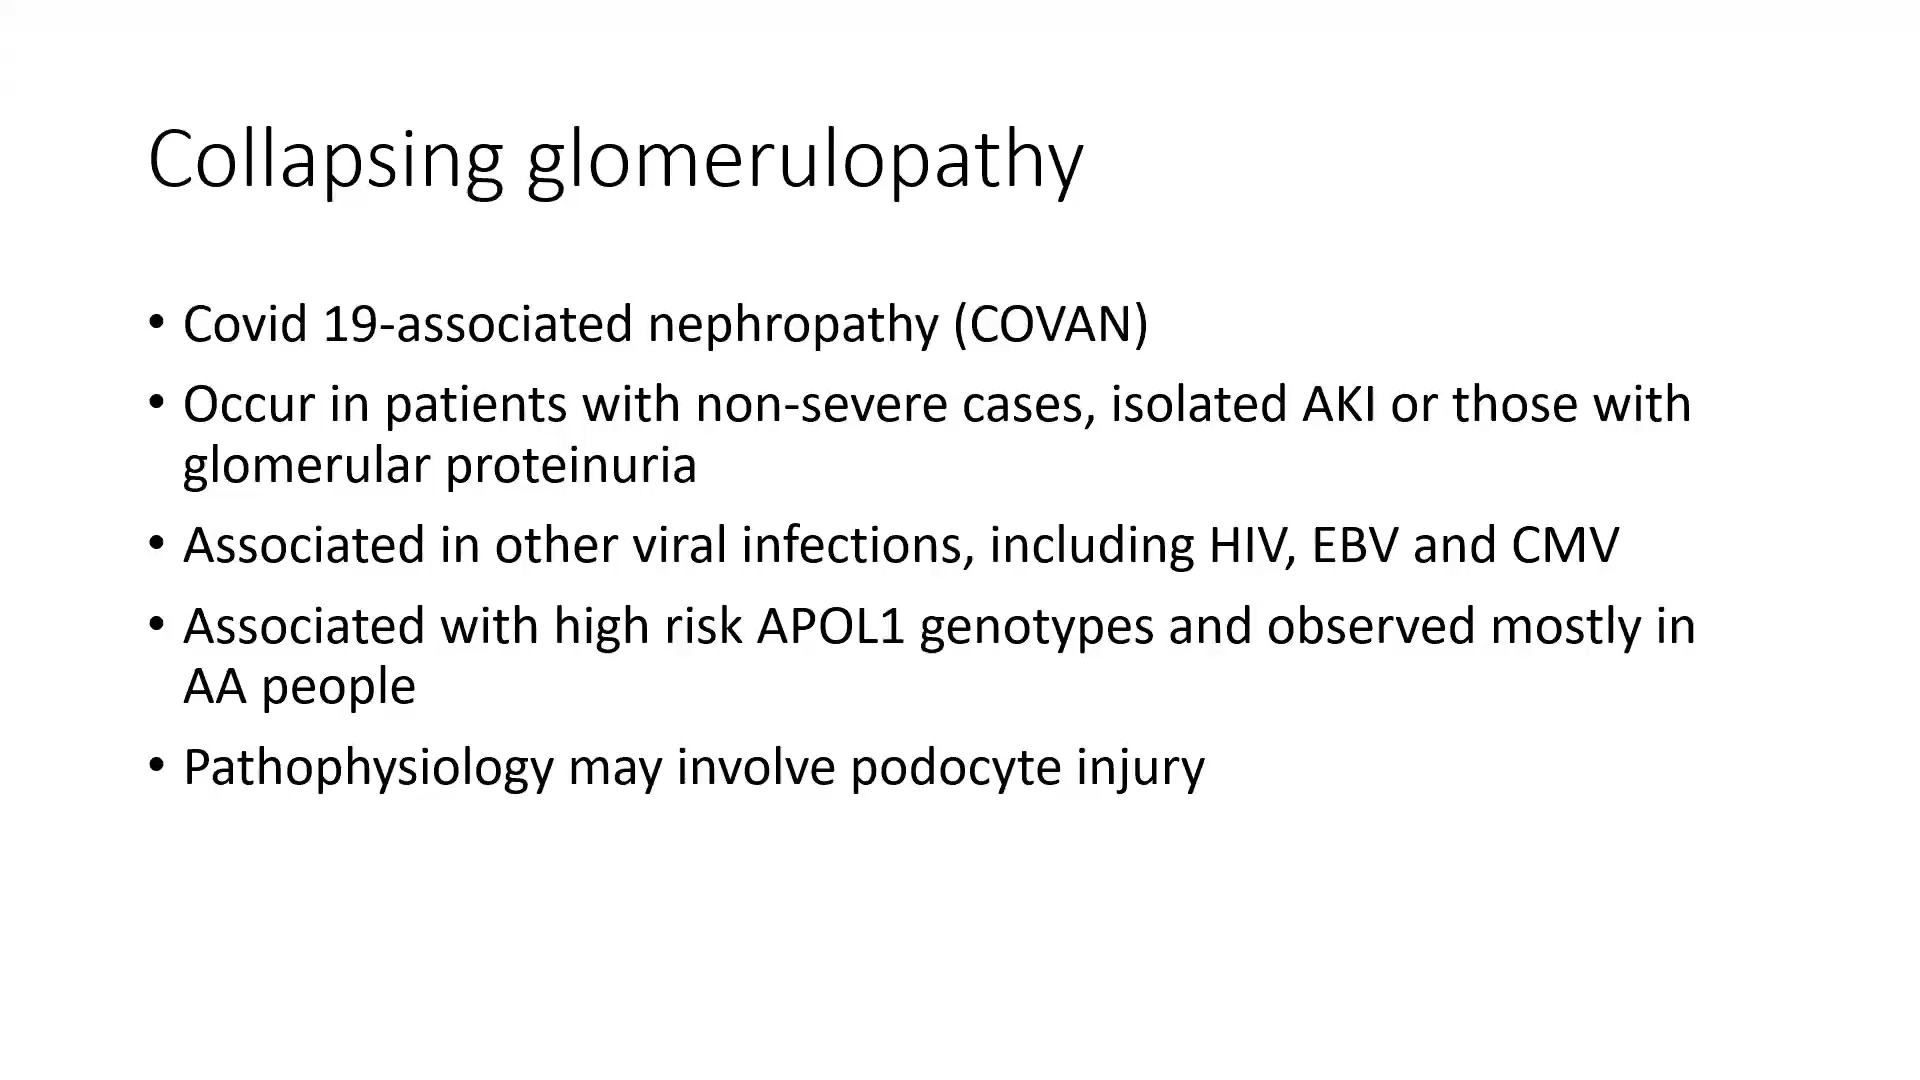 Collapsing glomerulopathy
• Covid 19-associated nephropathy (COVAN)
• Occur in patients with non-severe cases, isolated AKI or those with
glomerular proteinuria
• Associated in other viral infections, including HIV, EBV and CMV
• Associated with high risk APOL1 genotypes and observed mostly in
AA people
• Pathophysiology may involve podocyte injury